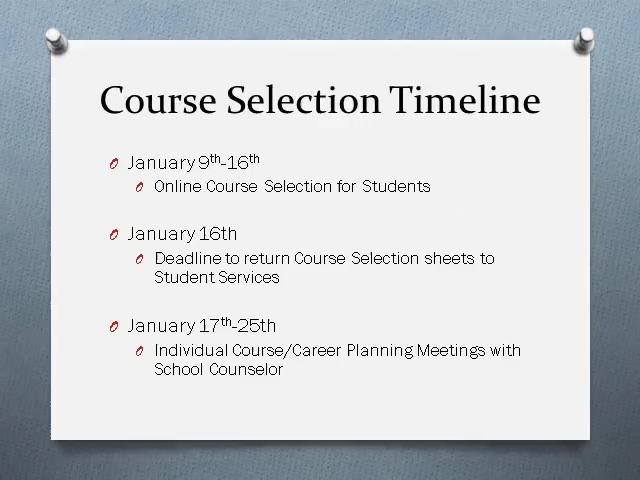 Course Selection Timeline
January 9th-16th
Online Course Selection for Students
January 16th
Deadline to return Course Selection sheets to
Student Services
January 17th-25th
Individual Course/Career Planning Meetings with
School Counselor